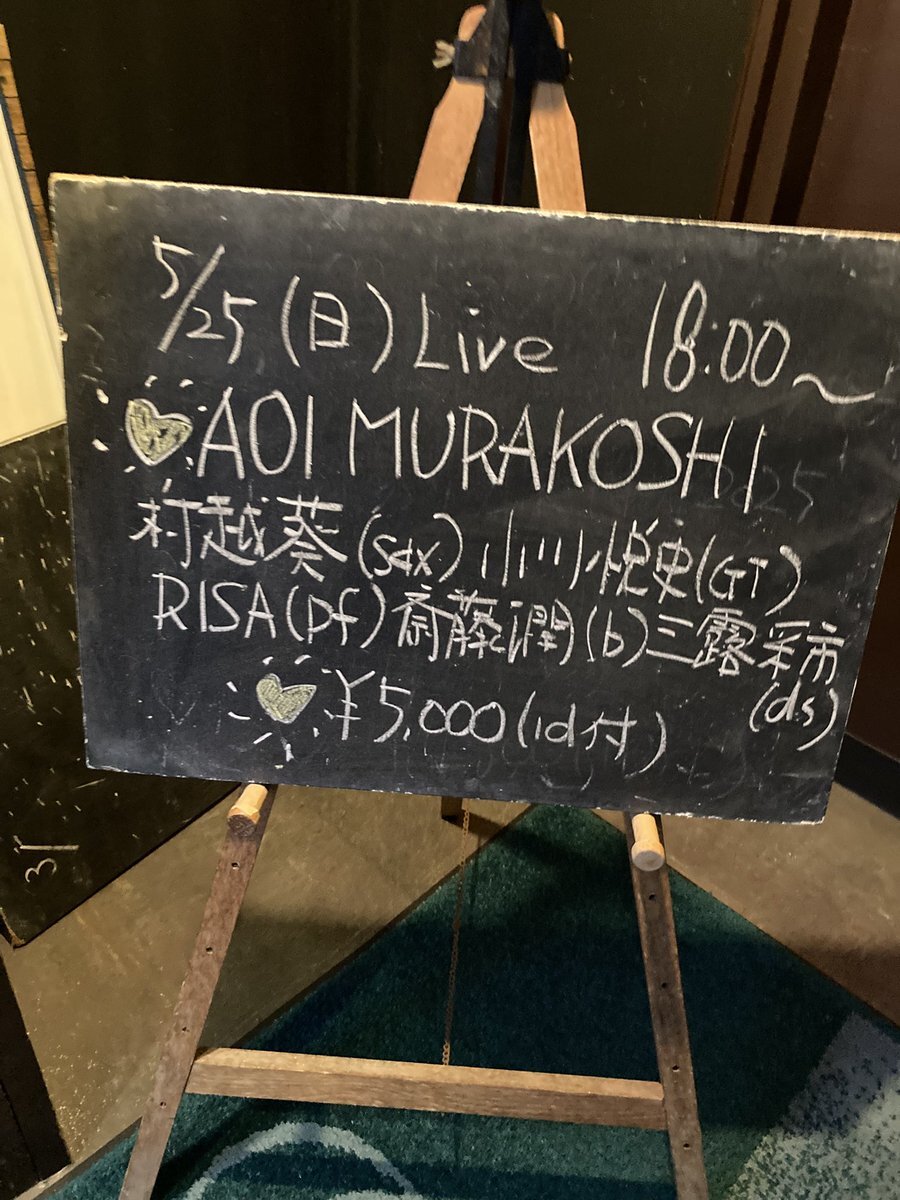 5/25(日)Live 18:00〜
AOI MURAKOSHI
村越葵(sax)小川悦史(GT)
RISA(pf)斎藤潤(b)三露采市
(ds)
¥5,000(1d付)
31